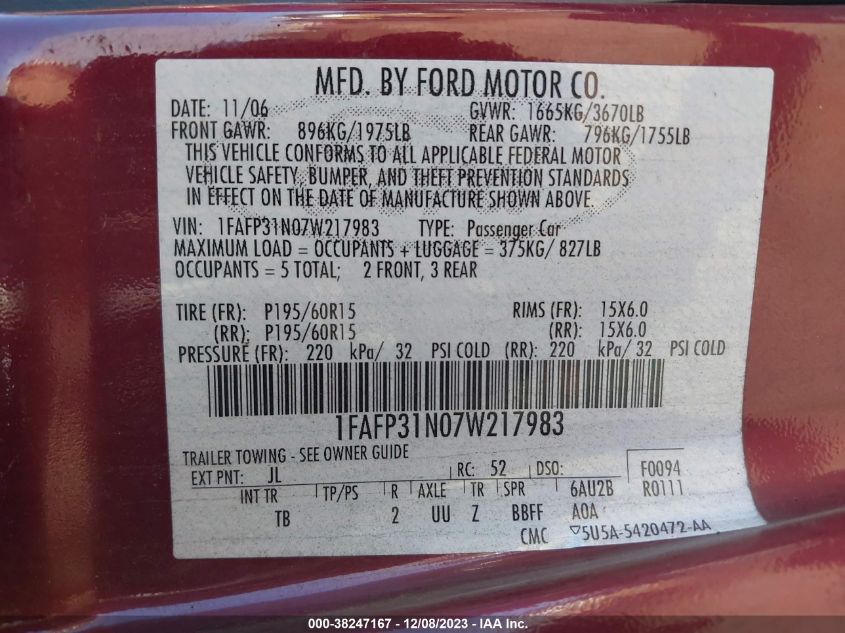 MFD. BY FORD MOTOR CO.
DATE: 11/06 GVWR: 1665KG/3670LB
FRONT GAWR: 896KG/1975LB REAR GAWR: 796KG/1755LB
THIS VEHICLE CONFORMS TO ALL APPLICABLE FEDERAL MOTOR
VEHICLE SAFETY, BUMPER, AND THEFT PREVENTION STANDARDS
IN EFFECT ON THE DATE OF MANUFACTURE SHOWN ABOVE.
VIN: 1FAFP31N07W217983 TYPE: Passenger Car
MAXIMUM LOAD = OCCUPANTS + LUGGAGE = 375KG/ 827LB
OCCUPANTS = 5 TOTAL; 2 FRONT, 3 REAR
TIRE (FR): P195/60R15 RIMS (FR): 15X6.0
(RR): P195/60R15 (RR): 15X6.0
PRESSURE (FR): 220 kPa/ 32 PSI COLD (RR): 220 kPa/ 32 PSI COLD
1FAFP31N07W217983
TRAILER TOWING - SEE OWNER GUIDE
EXT PNT: JL RC: 52 DSO: F0094
INT TR TP/PS R AXLE TR SPR 6AU2B R0111
TB 2 UU Z BBFF A0A
CMC 5U5A-5420472-AA
000-38247167 - 12/08/2023 - IAA Inc.